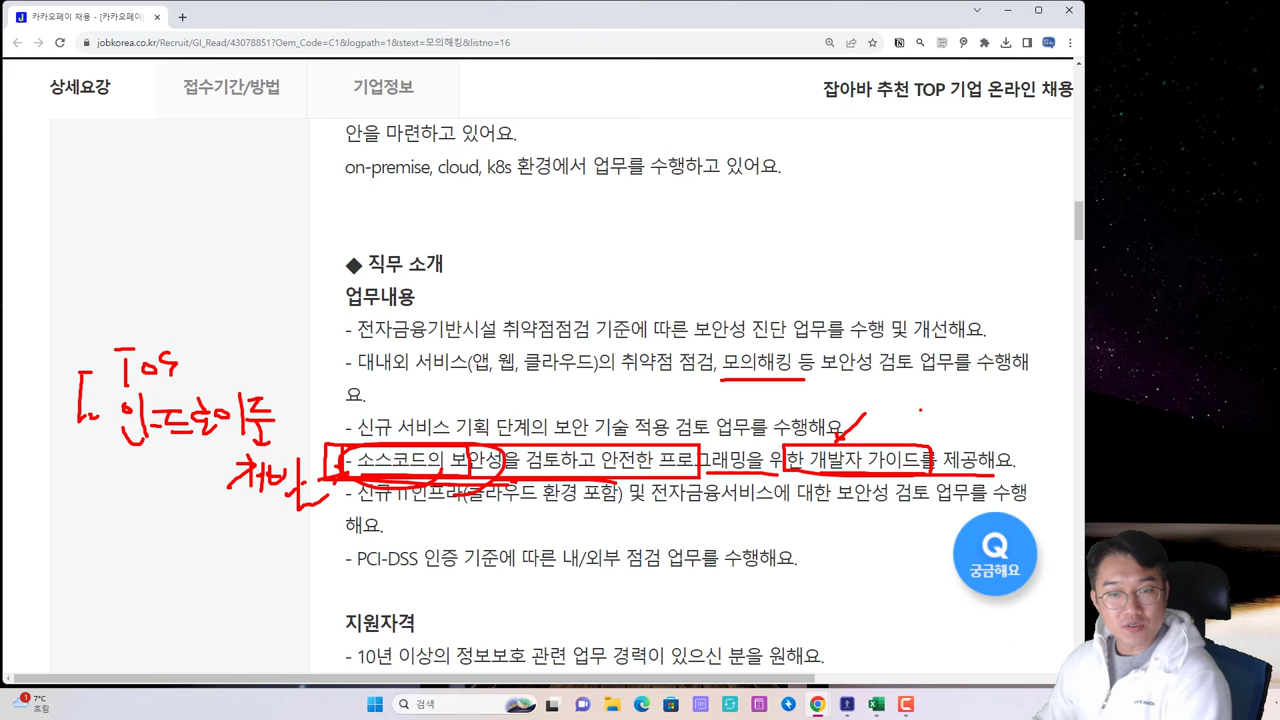 카카오페이 채용 - [카카오페이]
jobkorea.co.kr/Recruit/GI_Read/43078851?Oem_Code=C1&logpath=1&stext=모의해킹&listno=16
상세요강
접수기간/방법
기업정보
잡아바 추천 TOP 기업 온라인 채용
안을 마련하고 있어요.
on-premise, cloud, k8s 환경에서 업무를 수행하고 있어요.
◆ 직무 소개
업무내용
- 전자금융기반시설 취약점점검 기준에 따른 보안성 진단 업무를 수행 및 개선해요.
- 대내외 서비스(앱, 웹, 클라우드)의 취약점 점검, 모의해킹 등 보안성 검토 업무를 수행해
요.
- 신규 서비스 기획 단계의 보안 기술 적용 검토 업무를 수행해요.
- 소스코드의 보안성을 검토하고 안전한 프로그래밍을 위한 개발자 가이드를 제공해요.
- 신규 IT인프라(클라우드 환경 포함) 및 전자금융서비스에 대한 보안성 검토 업무를 수행
해요.
- PCI-DSS 인증 기준에 따른 내/외부 점검 업무를 수행해요.
지원자격
- 10년 이상의 정보보호 관련 업무 경력이 있으신 분을 원해요.
Q
궁금해요
1
7°C
흐림
검색